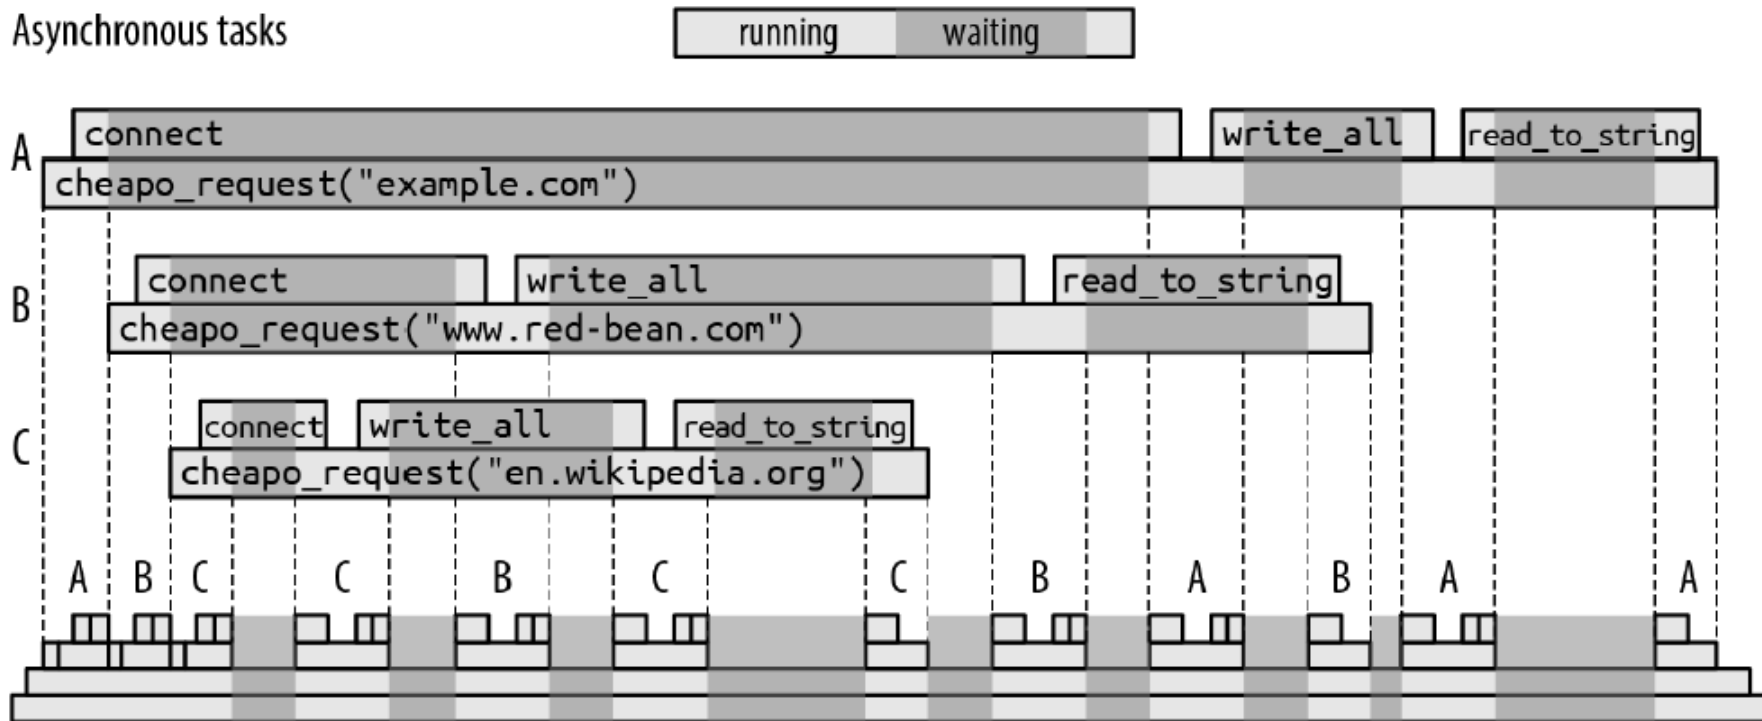 Asynchronous tasks
running waiting
A
connect write_all read_to_string
cheapo_request("example.com")
B
connect write_all read_to_string
cheapo_request("www.red-bean.com")
C
connect write_all read_to_string
cheapo_request("en.wikipedia.org")
A B C C B C C B A B A A